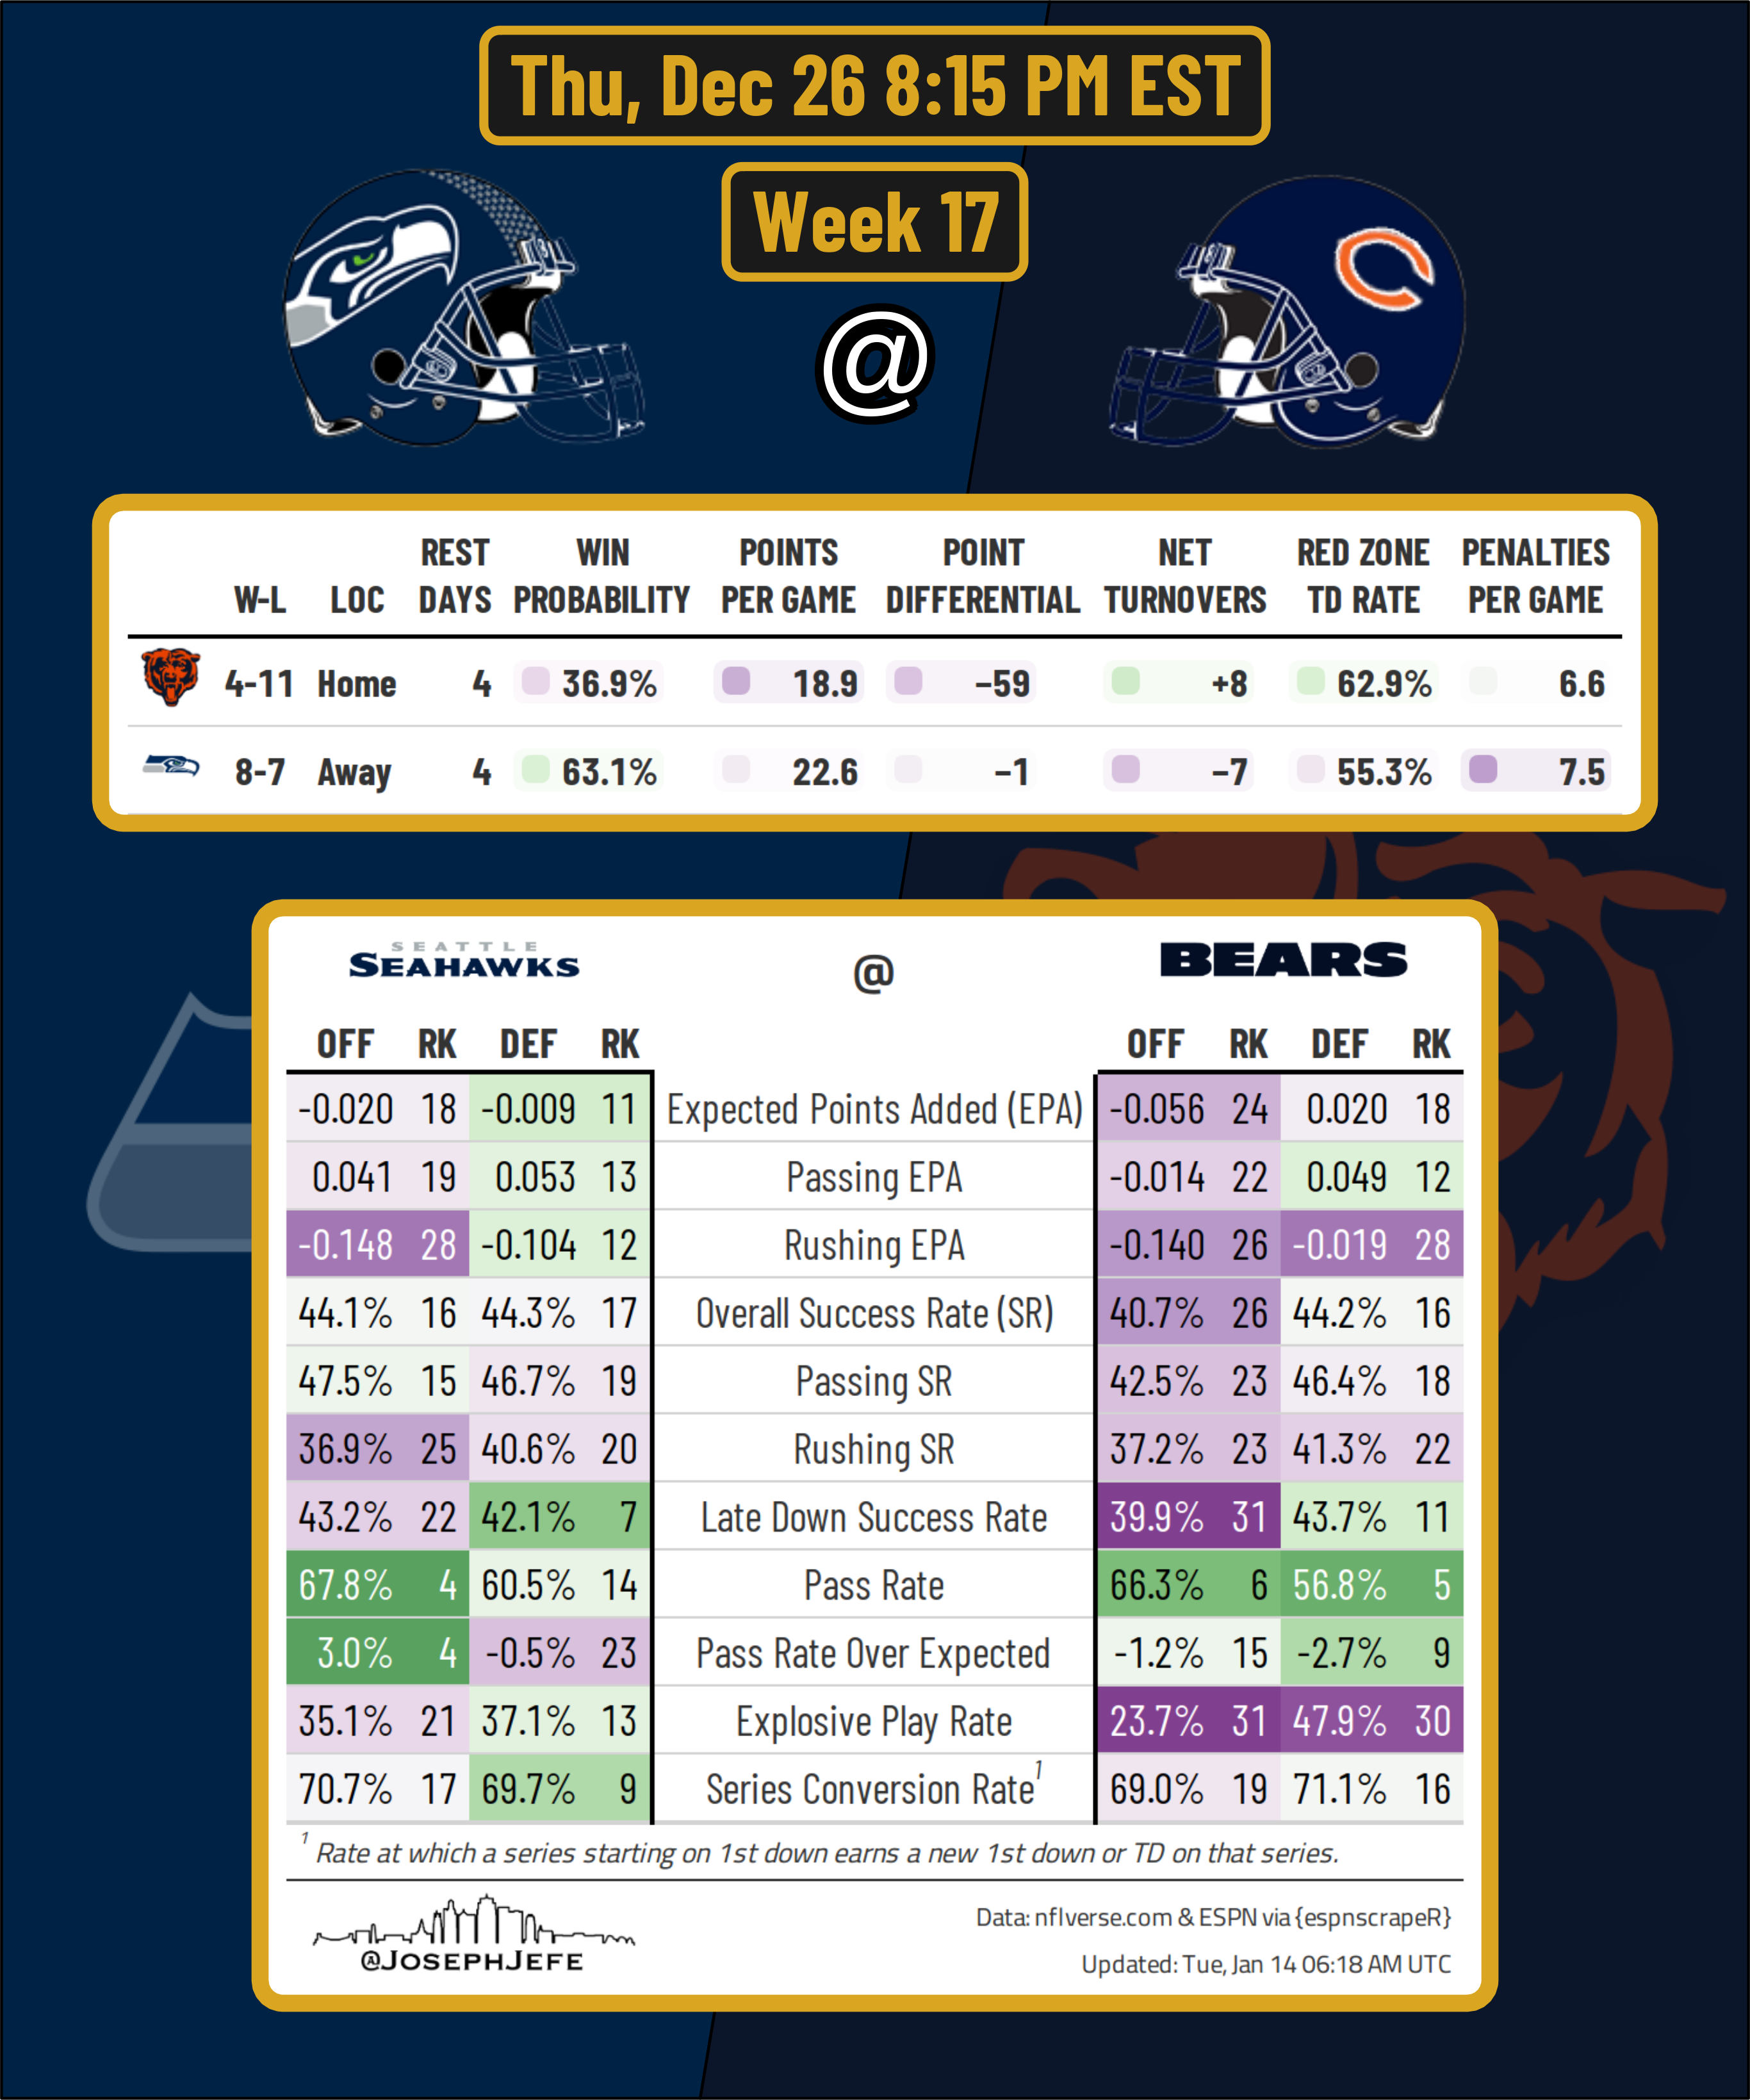 Thu, Dec 26 8:15 PM EST
Week 17
@
W-L LOC REST DAYS WIN PROBABILITY POINTS PER GAME POINT DIFFERENTIAL NET TURNOVERS RED ZONE TD RATE PENALTIES PER GAME
4-11 Home 4 36.9% 18.9 −59 +8 62.9% 6.6
8-7 Away 4 63.1% 22.6 −1 −7 55.3% 7.5
SEATTLE SEAHAWKS @ BEARS
OFF RK DEF RK OFF RK DEF RK
-0.020 18 -0.009 11 Expected Points Added (EPA) -0.056 24 0.020 18
0.041 19 0.053 13 Passing EPA -0.014 22 0.049 12
-0.148 28 -0.104 12 Rushing EPA -0.140 26 -0.019 28
44.1% 16 44.3% 17 Overall Success Rate (SR) 40.7% 26 44.2% 16
47.5% 15 46.7% 19 Passing SR 42.5% 23 46.4% 18
36.9% 25 40.6% 20 Rushing SR 37.2% 23 41.3% 22
43.2% 22 42.1% 7 Late Down Success Rate 39.9% 31 43.7% 11
67.8% 4 60.5% 14 Pass Rate 66.3% 6 56.8% 5
3.0% 4 -0.5% 23 Pass Rate Over Expected -1.2% 15 -2.7% 9
35.1% 21 37.1% 13 Explosive Play Rate 23.7% 31 47.9% 30
70.7% 17 69.7% 9 Series Conversion Rate¹ 69.0% 19 71.1% 16
¹ Rate at which a series starting on 1st down earns a new 1st down or TD on that series.
@JOSEPHJEFE
Data: nflverse.com & ESPN via {espnscrapeR}
Updated: Tue, Jan 14 06:18 AM UTC